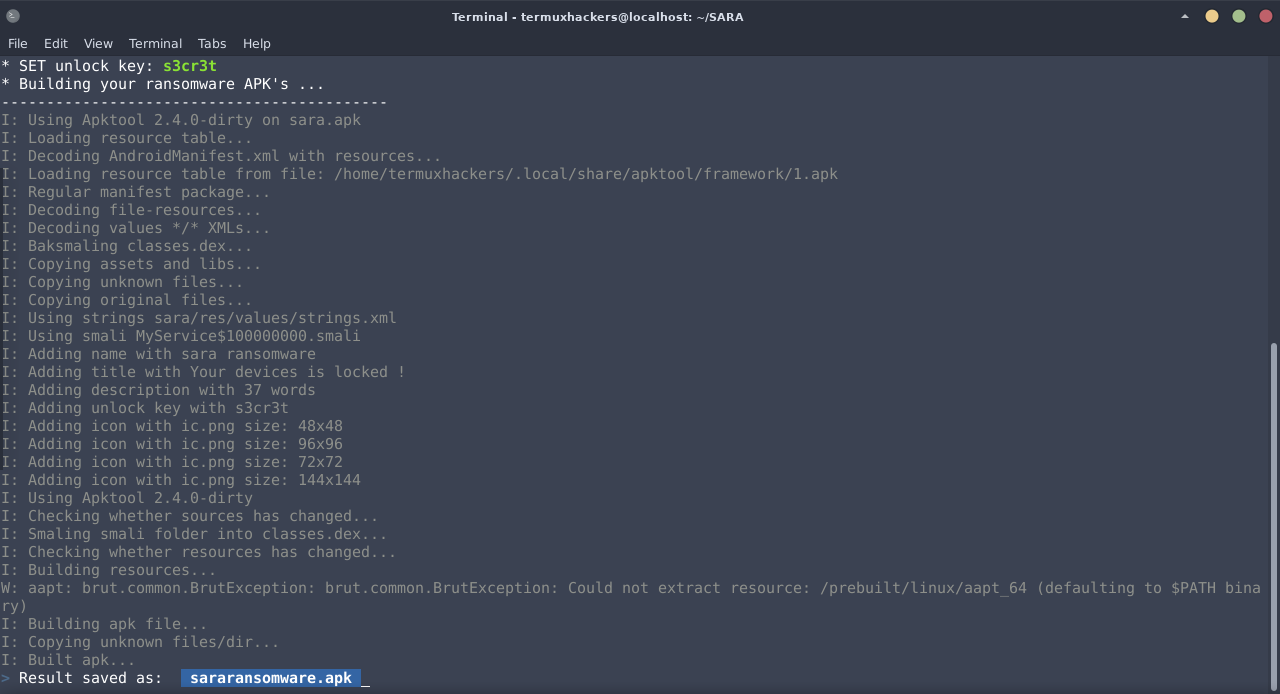 Terminal - termuxhackers@localhost: ~/SARA
File Edit View Terminal Tabs Help
* SET unlock key: s3cr3t
* Building your ransomware APK's ...
-------------------------------------------
I: Using Apktool 2.4.0-dirty on sara.apk
I: Loading resource table...
I: Decoding AndroidManifest.xml with resources...
I: Loading resource table from file: /home/termuxhackers/.local/share/apktool/framework/1.apk
I: Regular manifest package...
I: Decoding file-resources...
I: Decoding values */* XMLs...
I: Baksmaling classes.dex...
I: Copying assets and libs...
I: Copying unknown files...
I: Copying original files...
I: Using strings sara/res/values/strings.xml
I: Using smali MyService$100000000.smali
I: Adding name with sara ransomware
I: Adding title with Your devices is locked !
I: Adding description with 37 words
I: Adding unlock key with s3cr3t
I: Adding icon with ic.png size: 48x48
I: Adding icon with ic.png size: 96x96
I: Adding icon with ic.png size: 72x72
I: Adding icon with ic.png size: 144x144
I: Using Apktool 2.4.0-dirty
I: Checking whether sources has changed...
I: Smaling smali folder into classes.dex...
I: Checking whether resources has changed...
I: Building resources...
W: aapt: brut.common.BrutException: brut.common.BrutException: Could not extract resource: /prebuilt/linux/aapt_64 (defaulting to $PATH bina
ry)
I: Building apk file...
I: Copying unknown files/dir...
I: Built apk...
> Result saved as: sararansomware.apk _